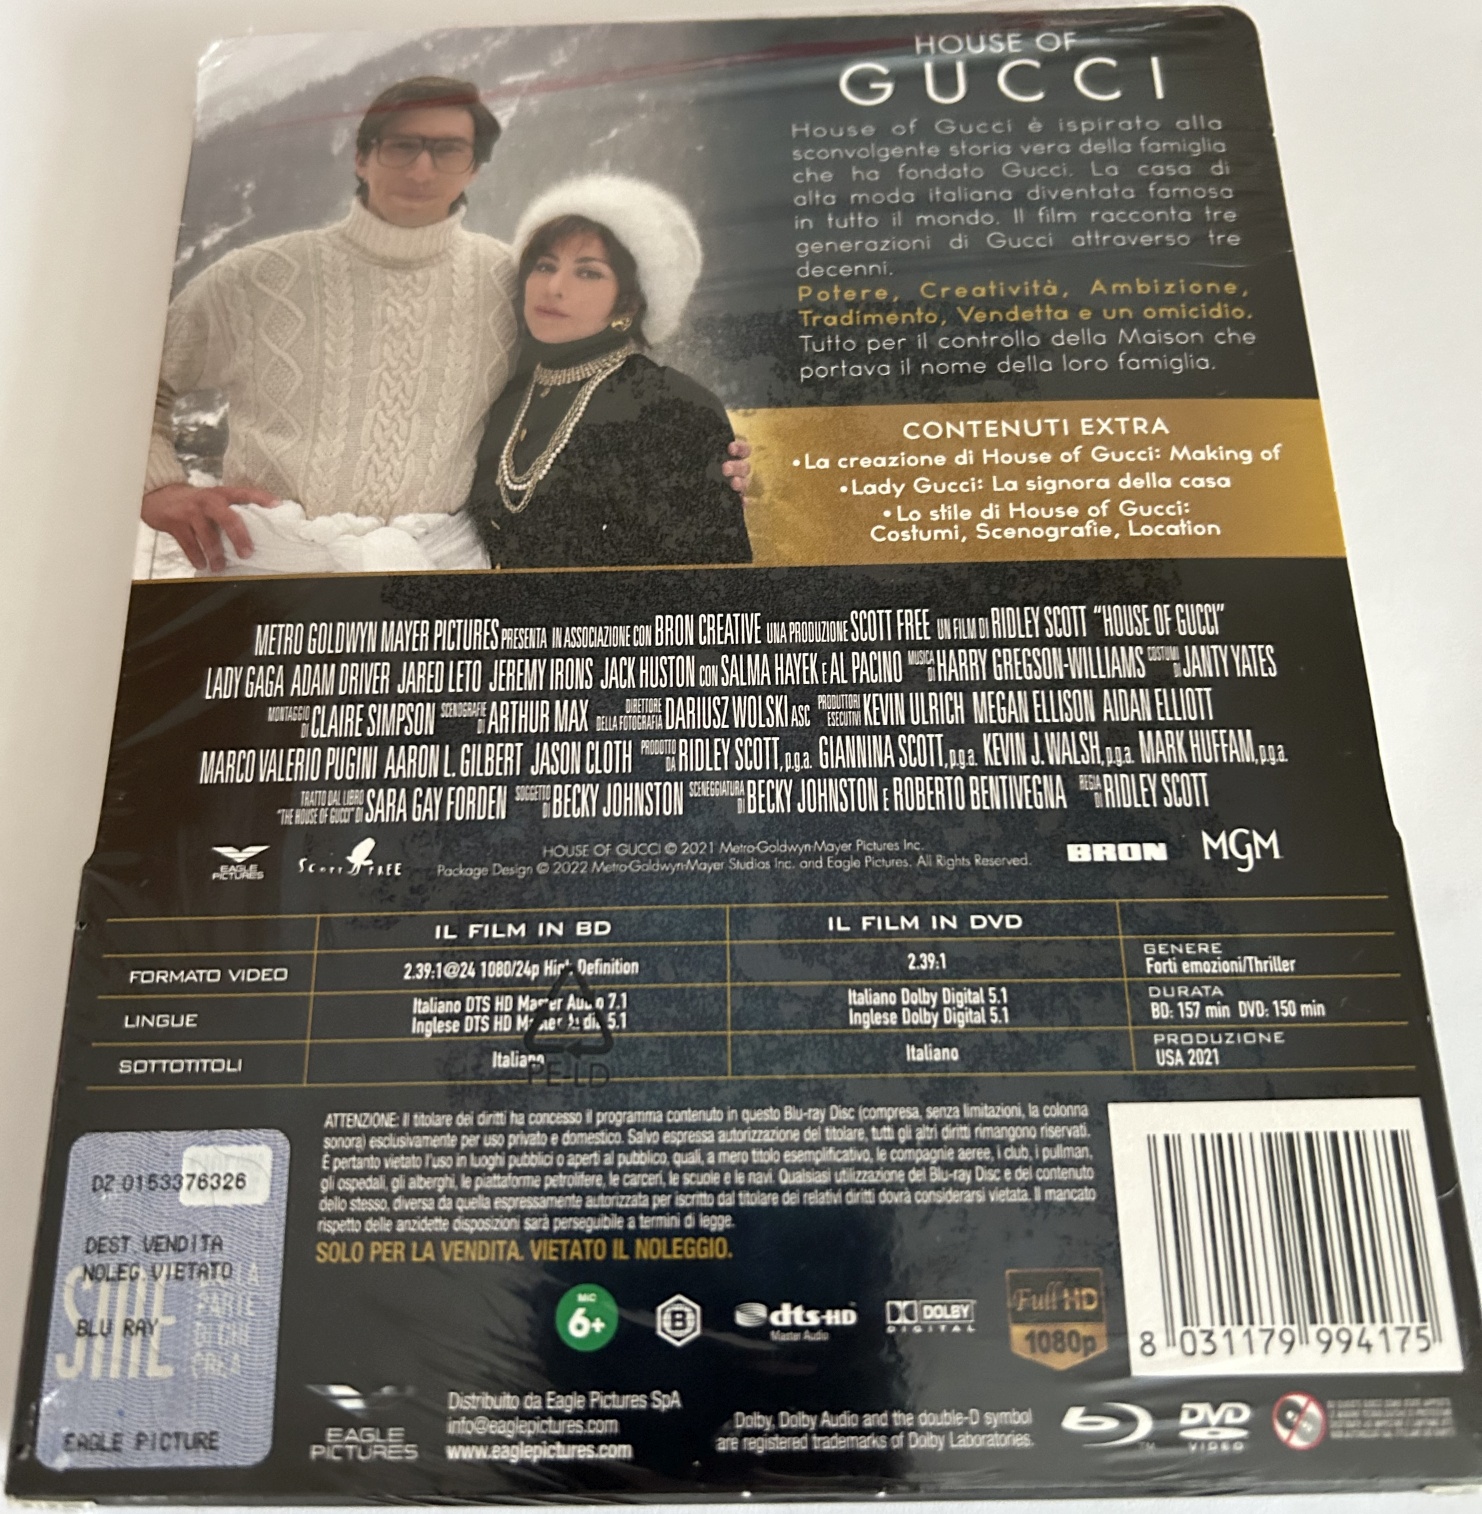 HOUSE OF
GUCCI
House of Gucci è ispirato alla
sconvolgente storia vera della famiglia
che ha fondato Gucci. La casa di
alta moda italiana diventata famosa
in tutto il mondo. Il film racconta tre
generazioni di Gucci attraverso tre
decenni.
Potere, Creatività, Ambizione,
Tradimento, Vendetta e un omicidio.
Tutto per il controllo della Maison che
portava il nome della loro famiglia.
CONTENUTI EXTRA
•La creazione di House of Gucci: Making of
•Lady Gucci: La signora della casa
•Lo stile di House of Gucci:
Costumi, Scenografie, Location
METRO GOLDWYN MAYER PICTURES PRESENTA IN ASSOCIAZIONE CON BRON CREATIVE UNA PRODUZIONE SCOTT FREE UN FILM DI RIDLEY SCOTT "HOUSE OF GUCCI"
LADY GAGA ADAM DRIVER JARED LETO JEREMY IRONS JACK HUSTON CON SALMA HAYEK E AL PACINO MUSICA DI HARRY GREGSON-WILLIAMS COSTUMI DI JANTY YATES
MONTAGGIO DI CLAIRE SIMPSON SCENOGRAFIE DI ARTHUR MAX DIRETTORE DELLA FOTOGRAFIA DARIUSZ WOLSKI ASC PRODUTTORI ESECUTIVI KEVIN ULRICH MEGAN ELLISON AIDAN ELLIOTT
MARCO VALERIO PUGINI AARON L. GILBERT JASON CLOTH PRODOTTO DA RIDLEY SCOTT, p.g.a. GIANNINA SCOTT, p.g.a. KEVIN J. WALSH, p.g.a. MARK HUFFAM, p.g.a.
TRATTO DAL LIBRO "THE HOUSE OF GUCCI" DI SARA GAY FORDEN SOGGETTO DI BECKY JOHNSTON SCENEGGIATURA DI BECKY JOHNSTON E ROBERTO BENTIVEGNA REGIA DI RIDLEY SCOTT
EAGLE
PICTURES
SCOTT FREE
HOUSE OF GUCCI © 2021 Metro-Goldwyn-Mayer Pictures Inc.
Package Design © 2022 Metro-Goldwyn-Mayer Studios Inc. and Eagle Pictures. All Rights Reserved.
BRON
MGM
IL FILM IN BD
IL FILM IN DVD
FORMATO VIDEO
2.39:1@24 1080/24p High Definition
2.39:1
GENERE
Forti emozioni/Thriller
LINGUE
Italiano DTS HD Master Audio 7.1
Inglese DTS HD Master Audio 5.1
Italiano Dolby Digital 5.1
Inglese Dolby Digital 5.1
DURATA
BD: 157 min DVD: 150 min
SOTTOTITOLI
Italiano
Italiano
PRODUZIONE
USA 2021
PE-LD
ATTENZIONE: Il titolare dei diritti ha concesso il programma contenuto in questo Blu-ray Disc (compresa, senza limitazioni, la colonna
sonora) esclusivamente per uso privato e domestico. Salvo espressa autorizzazione del titolare, tutti gli altri diritti rimangono riservati.
È pertanto vietato l'uso in luoghi pubblici o aperti al pubblico, quali, a mero titolo esemplificativo, le compagnie aeree, i club, i pullman,
gli ospedali, gli alberghi, le piattaforme petrolifere, le carceri, le scuole e le navi. Qualsiasi utilizzazione del Blu-ray Disc e del contenuto
dello stesso, diversa da quella espressamente autorizzata per iscritto dal titolare dei relativi diritti dovrà considerarsi vietata. Il mancato
rispetto delle anzidette disposizioni sarà perseguibile a termini di legge.
SOLO PER LA VENDITA. VIETATO IL NOLEGGIO.
DZ 0153376326
DEST.VENDITA
NOLEG.VIETATO
BLU RAY
SIAE
EAGLE PICTURE
6+
B
dts-HD
Master Audio
DOLBY
DIGITAL
Full HD
1080p
8 031179 994175
EAGLE
PICTURES
Distribuito da Eagle Pictures SpA
info@eaglepictures.com
www.eaglepictures.com
Dolby, Dolby Audio and the double-D symbol
are registered trademarks of Dolby Laboratories.
DVD
VIDEO